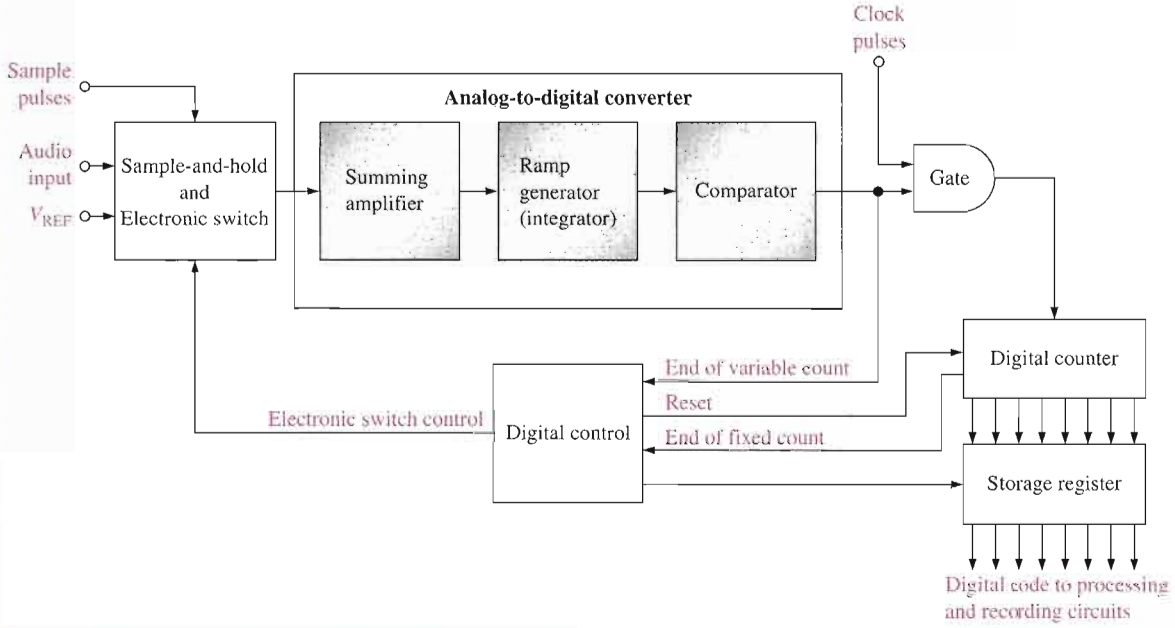 Clock
pulses
Sample
pulses
Analog-to-digital converter
Audio
input
V_REF
Sample-and-hold
and
Electronic switch
Summing
amplifier
Ramp
generator
(integrator)
Comparator
Gate
Digital counter
End of variable count
Reset
Electronic switch control
Digital control
End of fixed count
Storage register
Digital code to processing
and recording circuits